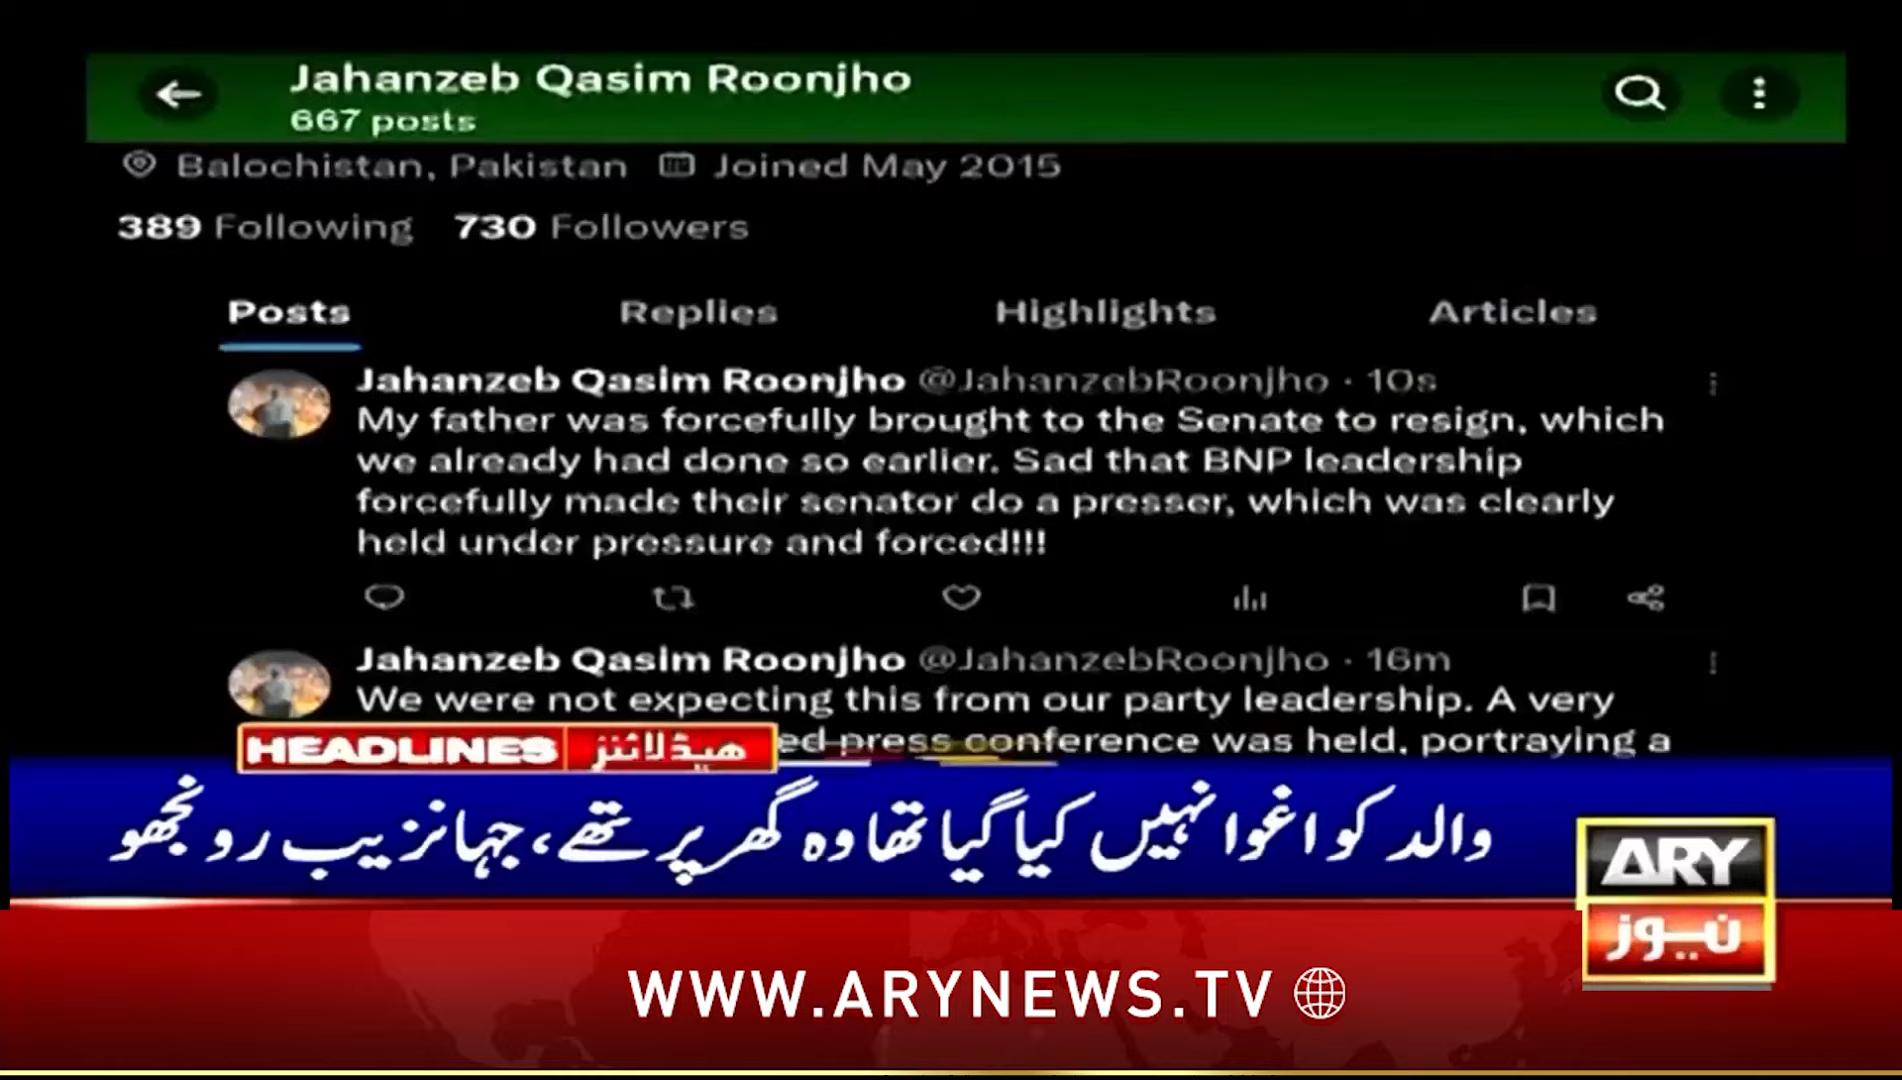 Jahanzeb Qasim Roonjho
667 posts
Balochistan, Pakistan Joined May 2015
389 Following 730 Followers
Posts Replies Highlights Articles
Jahanzeb Qasim Roonjho @JahanzebRoonjho · 10s
My father was forcefully brought to the Senate to resign, which
we already had done so earlier. Sad that BNP leadership
forcefully made their senator do a presser, which was clearly
held under pressure and forced!!!
Jahanzeb Qasim Roonjho @JahanzebRoonjho · 16m
We were not expecting this from our party leadership. A very
press conference was held, portraying a
HEADLINES ہیڈلائنز
والد کو اغوا نہیں کیا گیا تھا وہ گھر پر تھے، جہانزیب رونجھو
ARY
نیوز
WWW.ARYNEWS.TV